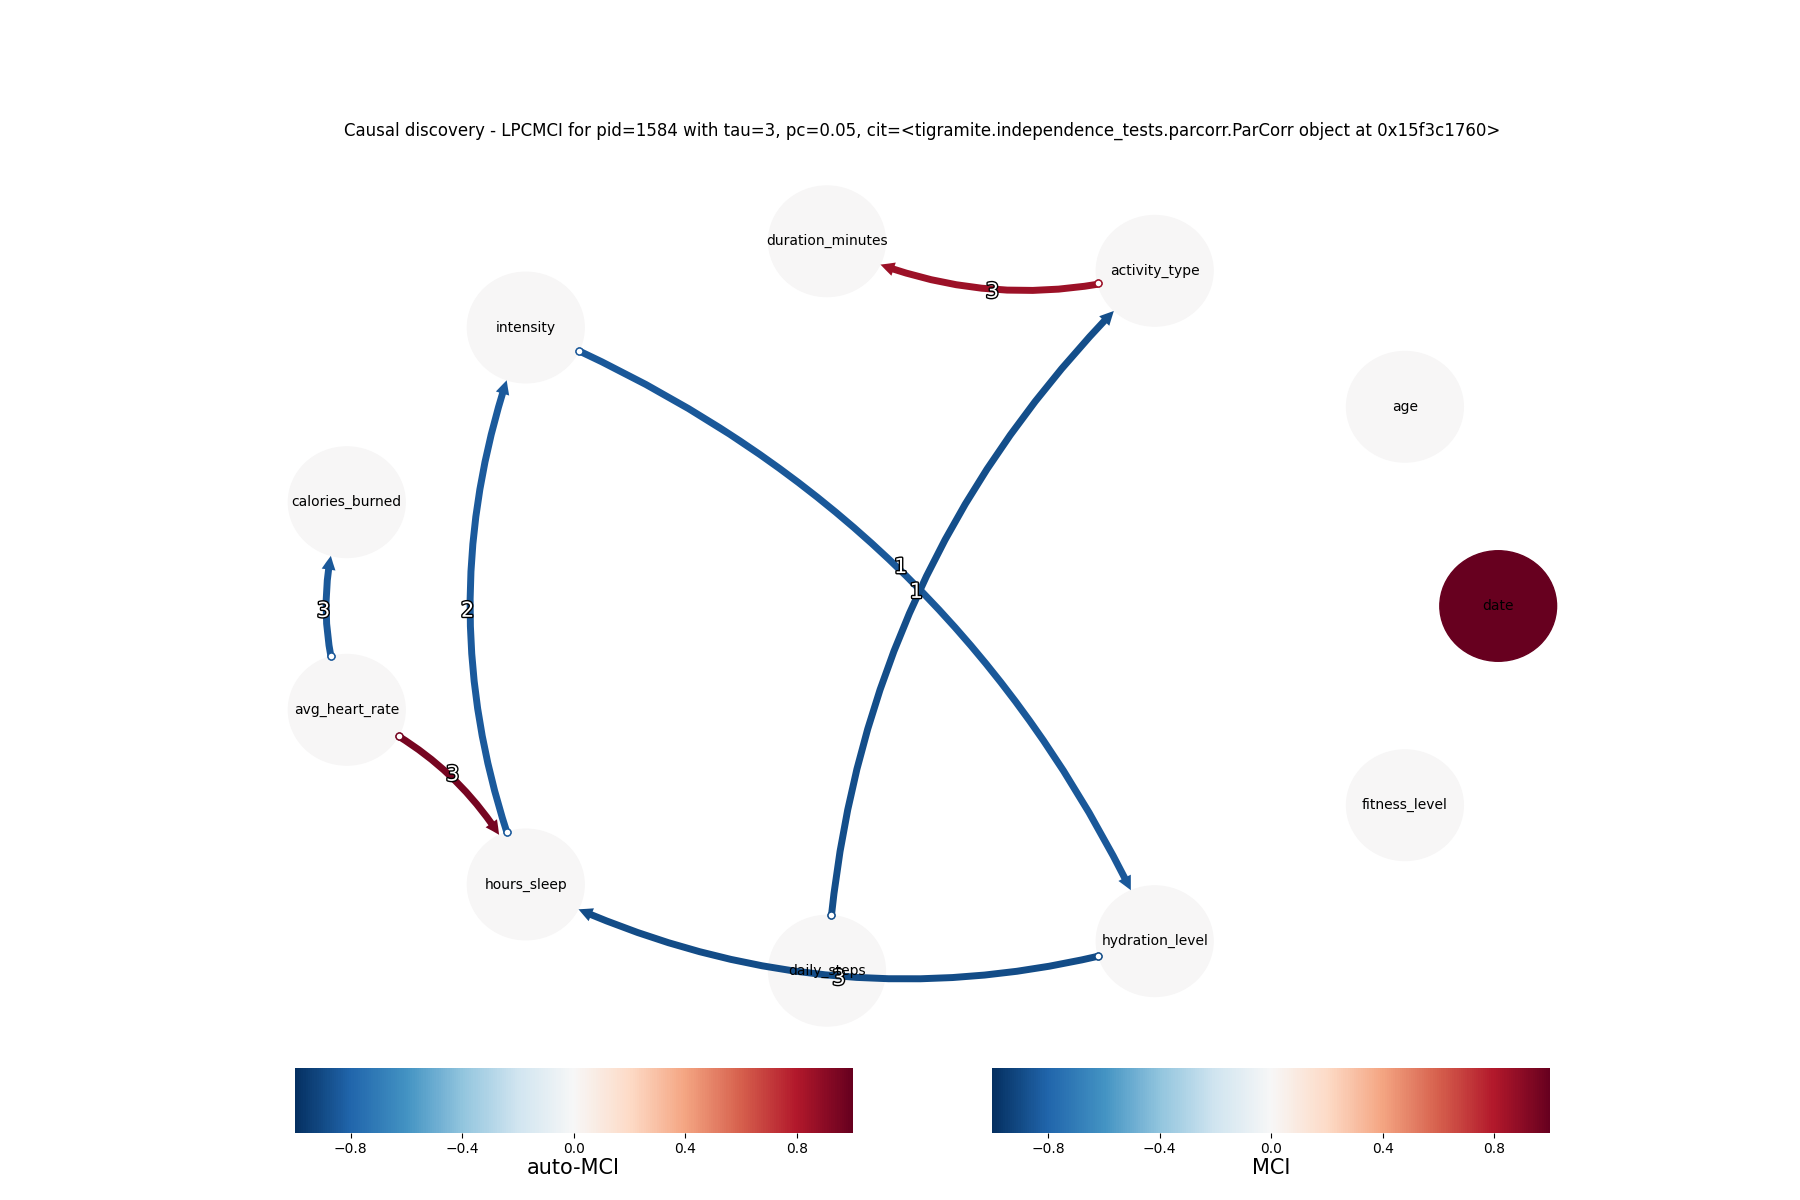 Causal discovery - LPCMCI for pid=1584 with tau=3, pc=0.05, cit=<tigramite.independence_tests.parcorr.ParCorr object at 0x15f3c1760>
duration_minutes
activity_type
3
intensity
age
calories_burned
1
1
date
3
2
avg_heart_rate
3
fitness_level
hours_sleep
hydration_level
daily_steps
3
−0.8 −0.4 0.0 0.4 0.8
auto-MCI
−0.8 −0.4 0.0 0.4 0.8
MCI